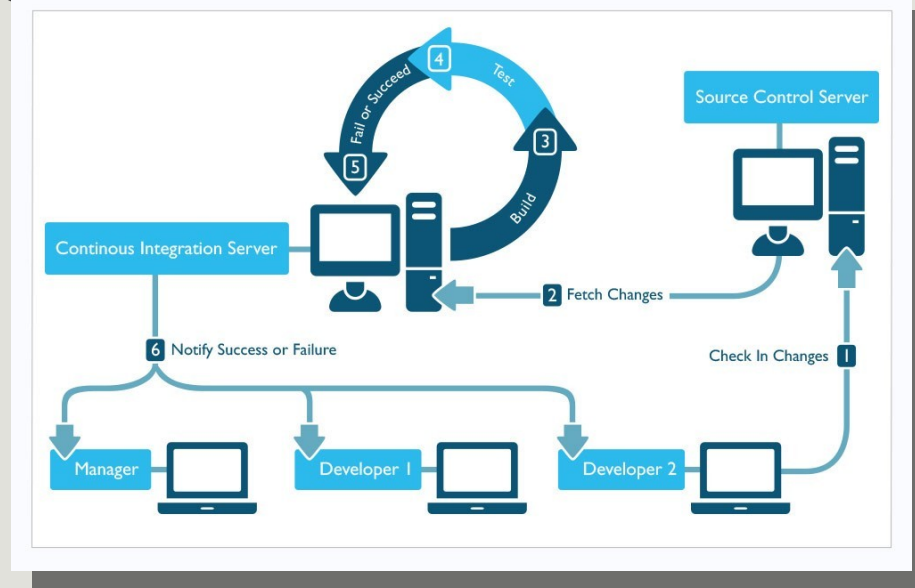 4
Test
Fail or Succeed
3
5
Build
Source Control Server
Continous Integration Server
2 Fetch Changes
6 Notify Success or Failure
Check In Changes 1
Manager
Developer 1
Developer 2